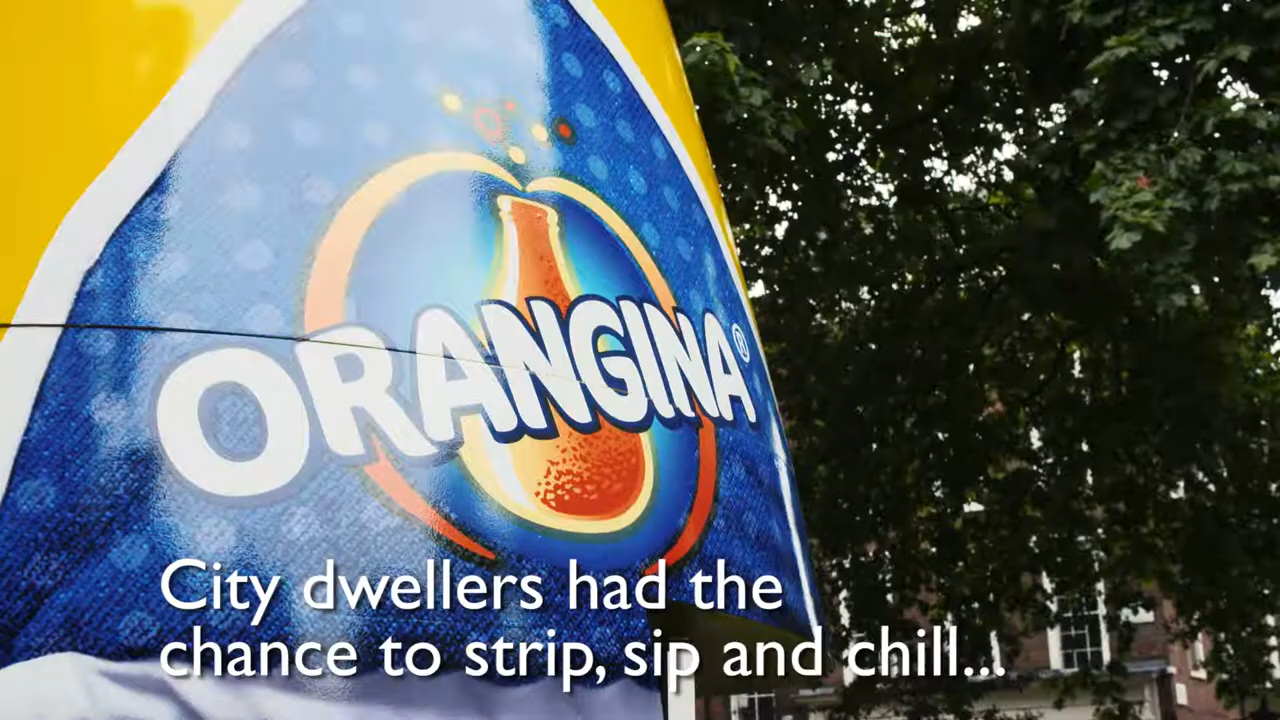 ORANGINA®
City dwellers had the
chance to strip, sip and chill...